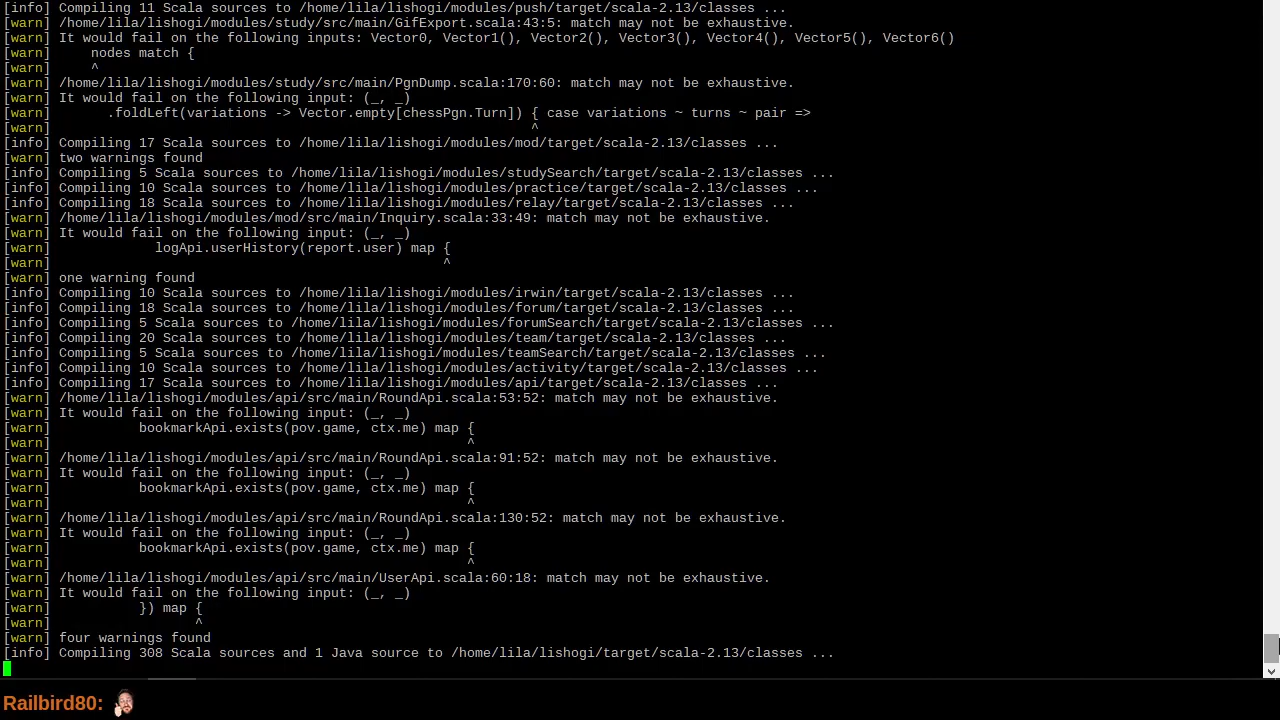 [info] Compiling 11 Scala sources to /home/lila/lishogi/modules/push/target/scala-2.13/classes ...
[warn] /home/lila/lishogi/modules/study/src/main/GifExport.scala:43:5: match may not be exhaustive.
[warn] It would fail on the following inputs: Vector0, Vector1(), Vector2(), Vector3(), Vector4(), Vector5(), Vector6()
[warn]     nodes match {
[warn]     ^
[warn] /home/lila/lishogi/modules/study/src/main/PgnDump.scala:170:60: match may not be exhaustive.
[warn] It would fail on the following input: (_, _)
[warn]       .foldLeft(variations -> Vector.empty[chessPgn.Turn]) { case variations ~ turns ~ pair =>
[warn]                                                            ^
[info] Compiling 17 Scala sources to /home/lila/lishogi/modules/mod/target/scala-2.13/classes ...
[warn] two warnings found
[info] Compiling 5 Scala sources to /home/lila/lishogi/modules/studySearch/target/scala-2.13/classes ...
[info] Compiling 10 Scala sources to /home/lila/lishogi/modules/practice/target/scala-2.13/classes ...
[info] Compiling 18 Scala sources to /home/lila/lishogi/modules/relay/target/scala-2.13/classes ...
[warn] /home/lila/lishogi/modules/mod/src/main/Inquiry.scala:33:49: match may not be exhaustive.
[warn] It would fail on the following input: (_, _)
[warn]             logApi.userHistory(report.user) map {
[warn]                                                 ^
[warn] one warning found
[info] Compiling 10 Scala sources to /home/lila/lishogi/modules/irwin/target/scala-2.13/classes ...
[info] Compiling 18 Scala sources to /home/lila/lishogi/modules/forum/target/scala-2.13/classes ...
[info] Compiling 5 Scala sources to /home/lila/lishogi/modules/forumSearch/target/scala-2.13/classes ...
[info] Compiling 20 Scala sources to /home/lila/lishogi/modules/team/target/scala-2.13/classes ...
[info] Compiling 5 Scala sources to /home/lila/lishogi/modules/teamSearch/target/scala-2.13/classes ...
[info] Compiling 10 Scala sources to /home/lila/lishogi/modules/activity/target/scala-2.13/classes ...
[info] Compiling 17 Scala sources to /home/lila/lishogi/modules/api/target/scala-2.13/classes ...
[warn] /home/lila/lishogi/modules/api/src/main/RoundApi.scala:53:52: match may not be exhaustive.
[warn] It would fail on the following input: (_, _)
[warn]           bookmarkApi.exists(pov.game, ctx.me) map {
[warn]                                                    ^
[warn] /home/lila/lishogi/modules/api/src/main/RoundApi.scala:91:52: match may not be exhaustive.
[warn] It would fail on the following input: (_, _)
[warn]           bookmarkApi.exists(pov.game, ctx.me) map {
[warn]                                                    ^
[warn] /home/lila/lishogi/modules/api/src/main/RoundApi.scala:130:52: match may not be exhaustive.
[warn] It would fail on the following input: (_, _)
[warn]           bookmarkApi.exists(pov.game, ctx.me) map {
[warn]                                                    ^
[warn] /home/lila/lishogi/modules/api/src/main/UserApi.scala:60:18: match may not be exhaustive.
[warn] It would fail on the following input: (_, _)
[warn]           }) map {
[warn]                  ^
[warn] four warnings found
[info] Compiling 308 Scala sources and 1 Java source to /home/lila/lishogi/target/scala-2.13/classes ...
Railbird80: